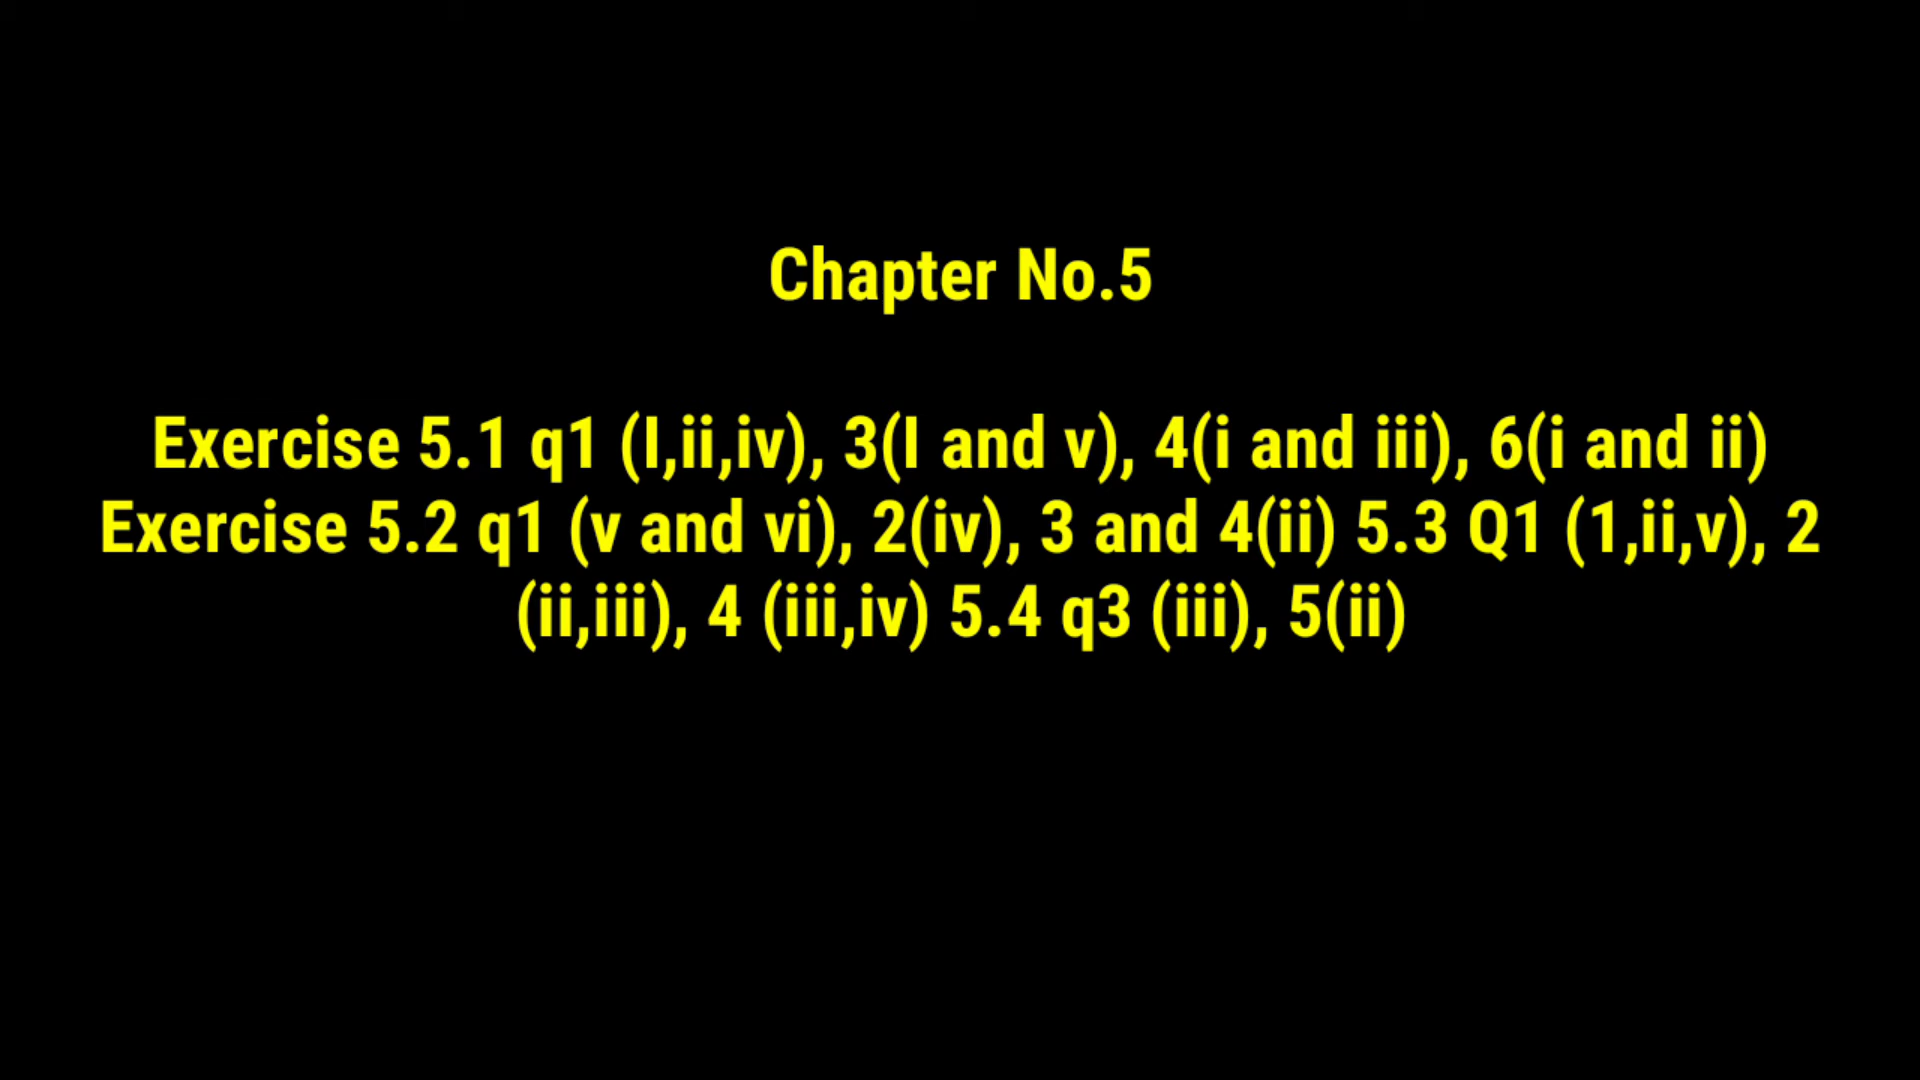 Chapter No.5
Exercise 5.1 q1 (I,ii,iv), 3(I and v), 4(i and iii), 6(i and ii)
Exercise 5.2 q1 (v and vi), 2(iv), 3 and 4(ii) 5.3 Q1 (1,ii,v), 2
(ii,iii), 4 (iii,iv) 5.4 q3 (iii), 5(ii)